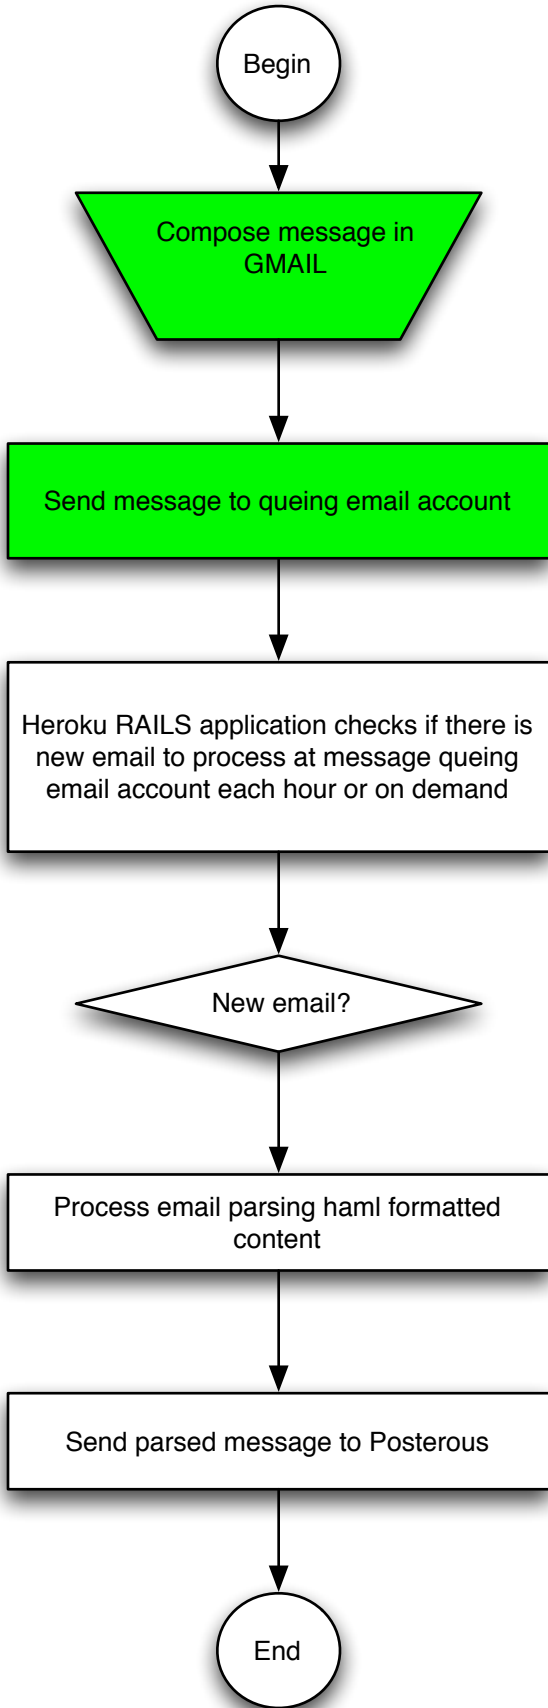 Begin
Compose message in
GMAIL
Send message to queing email account
Heroku RAILS application checks if there is
new email to process at message queing
email account each hour or on demand
New email?
Process email parsing haml formatted
content
Send parsed message to Posterous
End